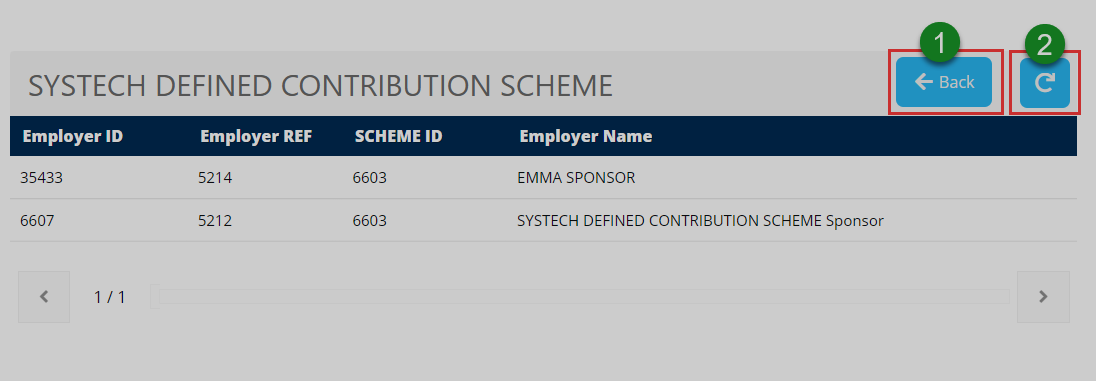 1 2
SYSTECH DEFINED CONTRIBUTION SCHEME Back
Employer ID Employer REF SCHEME ID Employer Name
35433 5214 6603 EMMA SPONSOR
6607 5212 6603 SYSTECH DEFINED CONTRIBUTION SCHEME Sponsor
1 / 1